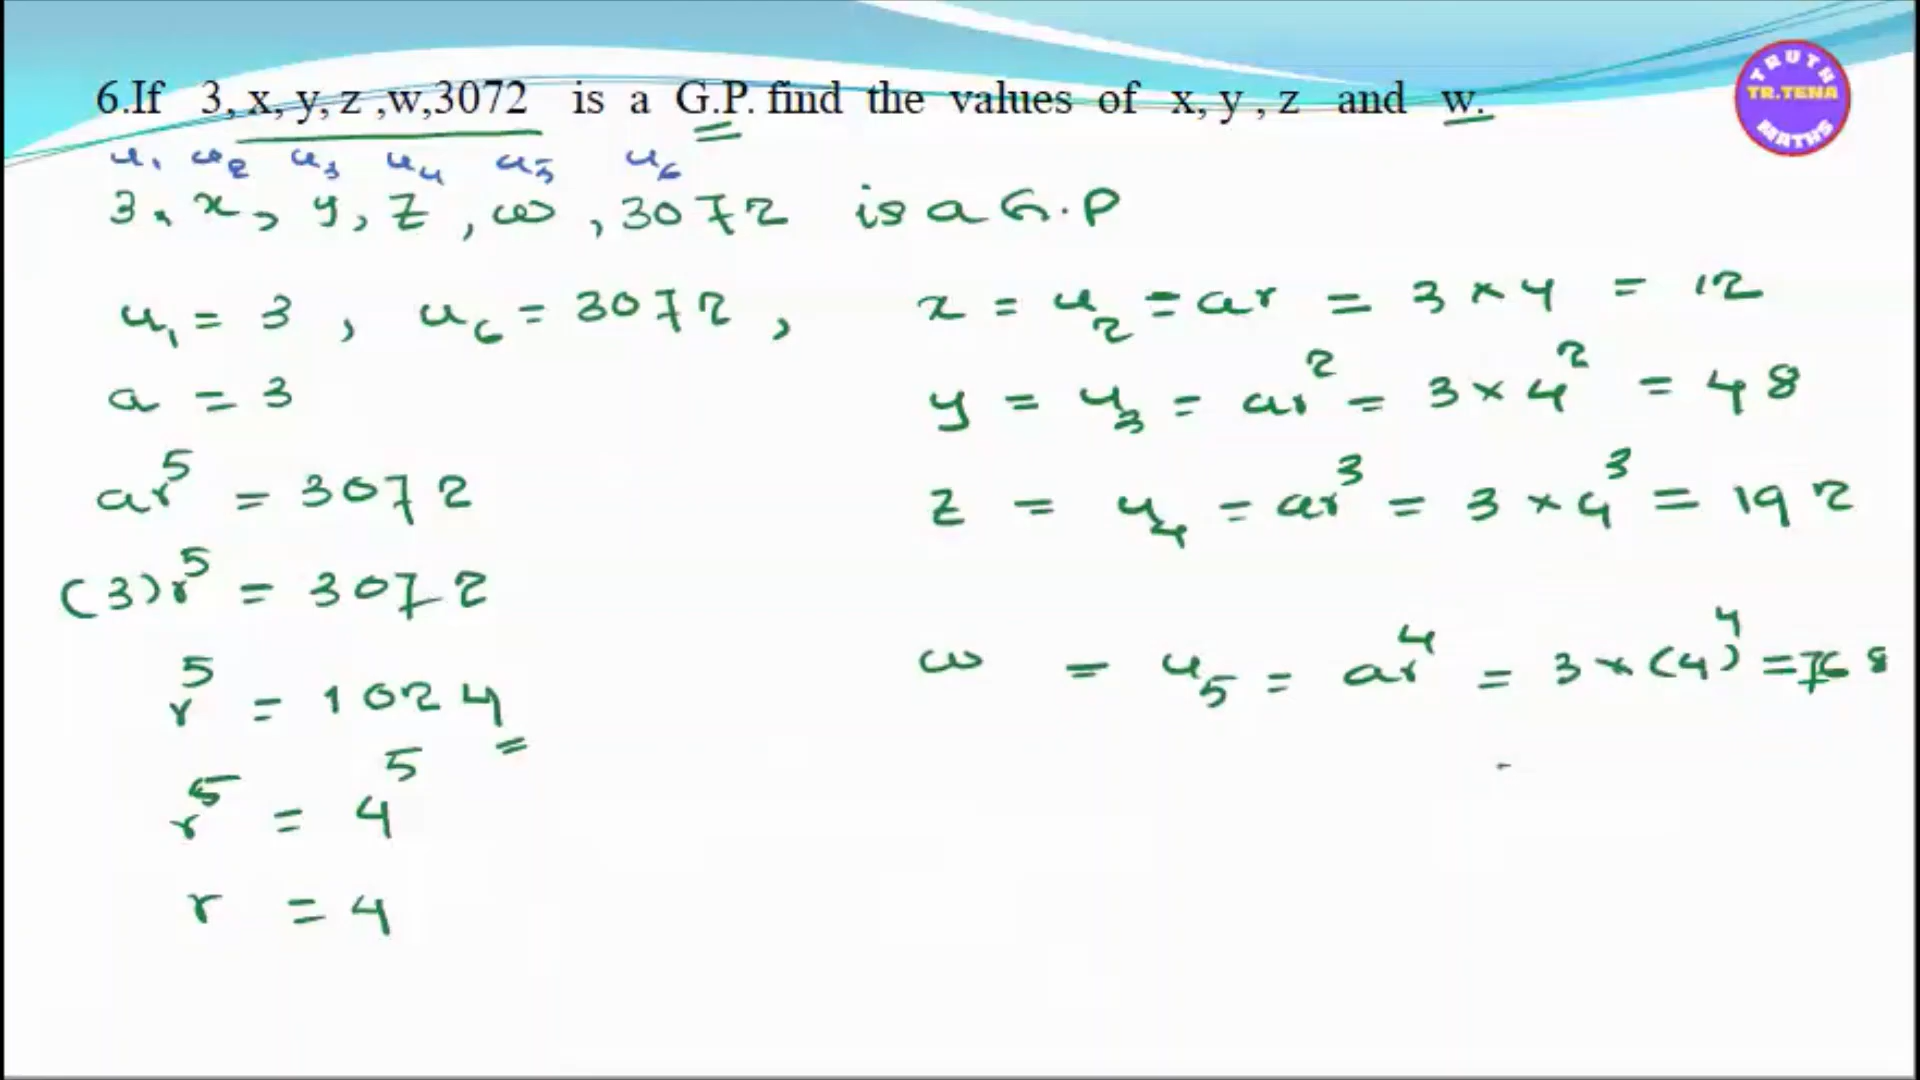 6.If 3, x, y, z ,w,3072 is a G.P. find the values of x, y , z and w.
TRUTH
TR.TENA
MATHS
u₁ u₂ u₃ u₄ u₅ u₆
3, x, y, z, w, 3072 is a G.P
u₁ = 3 , u₆ = 3072 ,
a = 3
ar⁵ = 3072
(3)r⁵ = 3072
r⁵ = 1024
r⁵ = 4⁵
r = 4
x = u₂ = ar = 3 × 4 = 12
y = u₃ = ar² = 3 × 4² = 48
z = u₄ = ar³ = 3 × 4³ = 192
w = u₅ = ar⁴ = 3 × (4)⁴ = 768